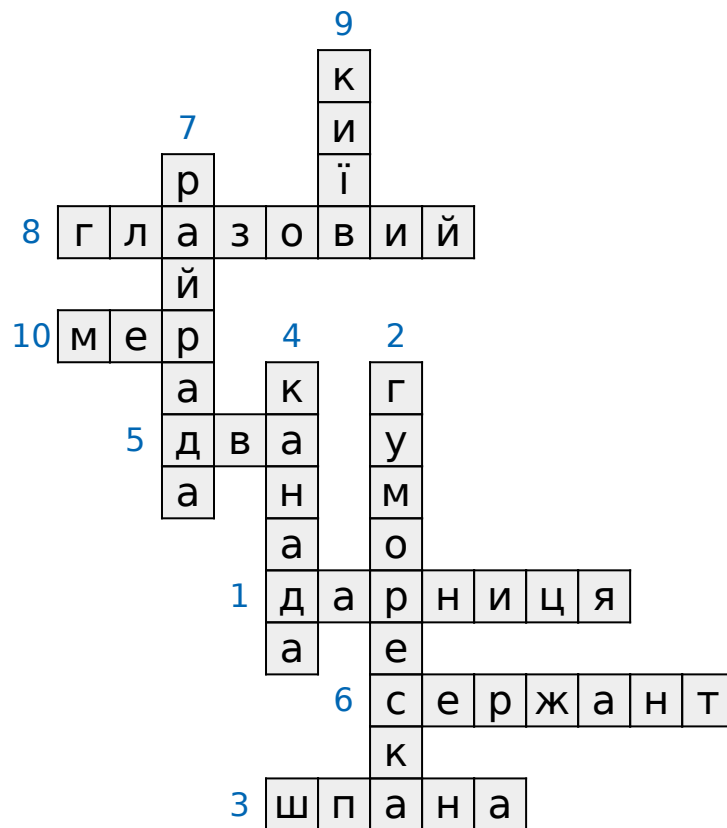 9
к
и
7
р ї
8 глазовий
й
10 мер 4 2
а к г
5 два у
а н м
а о
1 дарниця
а е
6 сержант
к
3 шпана